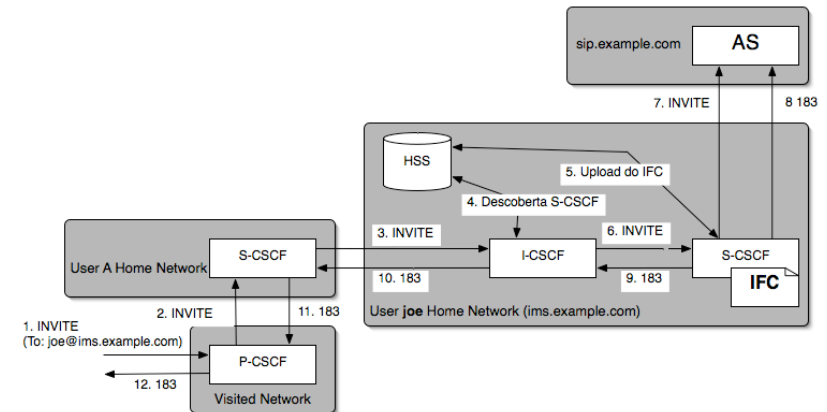 sip.example.com
AS
7. INVITE
8 183
HSS
5. Upload do IFC
4. Descoberta S-CSCF
3. INVITE
6. INVITE
S-CSCF
I-CSCF
S-CSCF
User A Home Network
10. 183
9. 183
IFC
User joe Home Network (ims.example.com)
2. INVITE
11. 183
1. INVITE
(To: joe@ims.example.com)
P-CSCF
12. 183
Visited Network